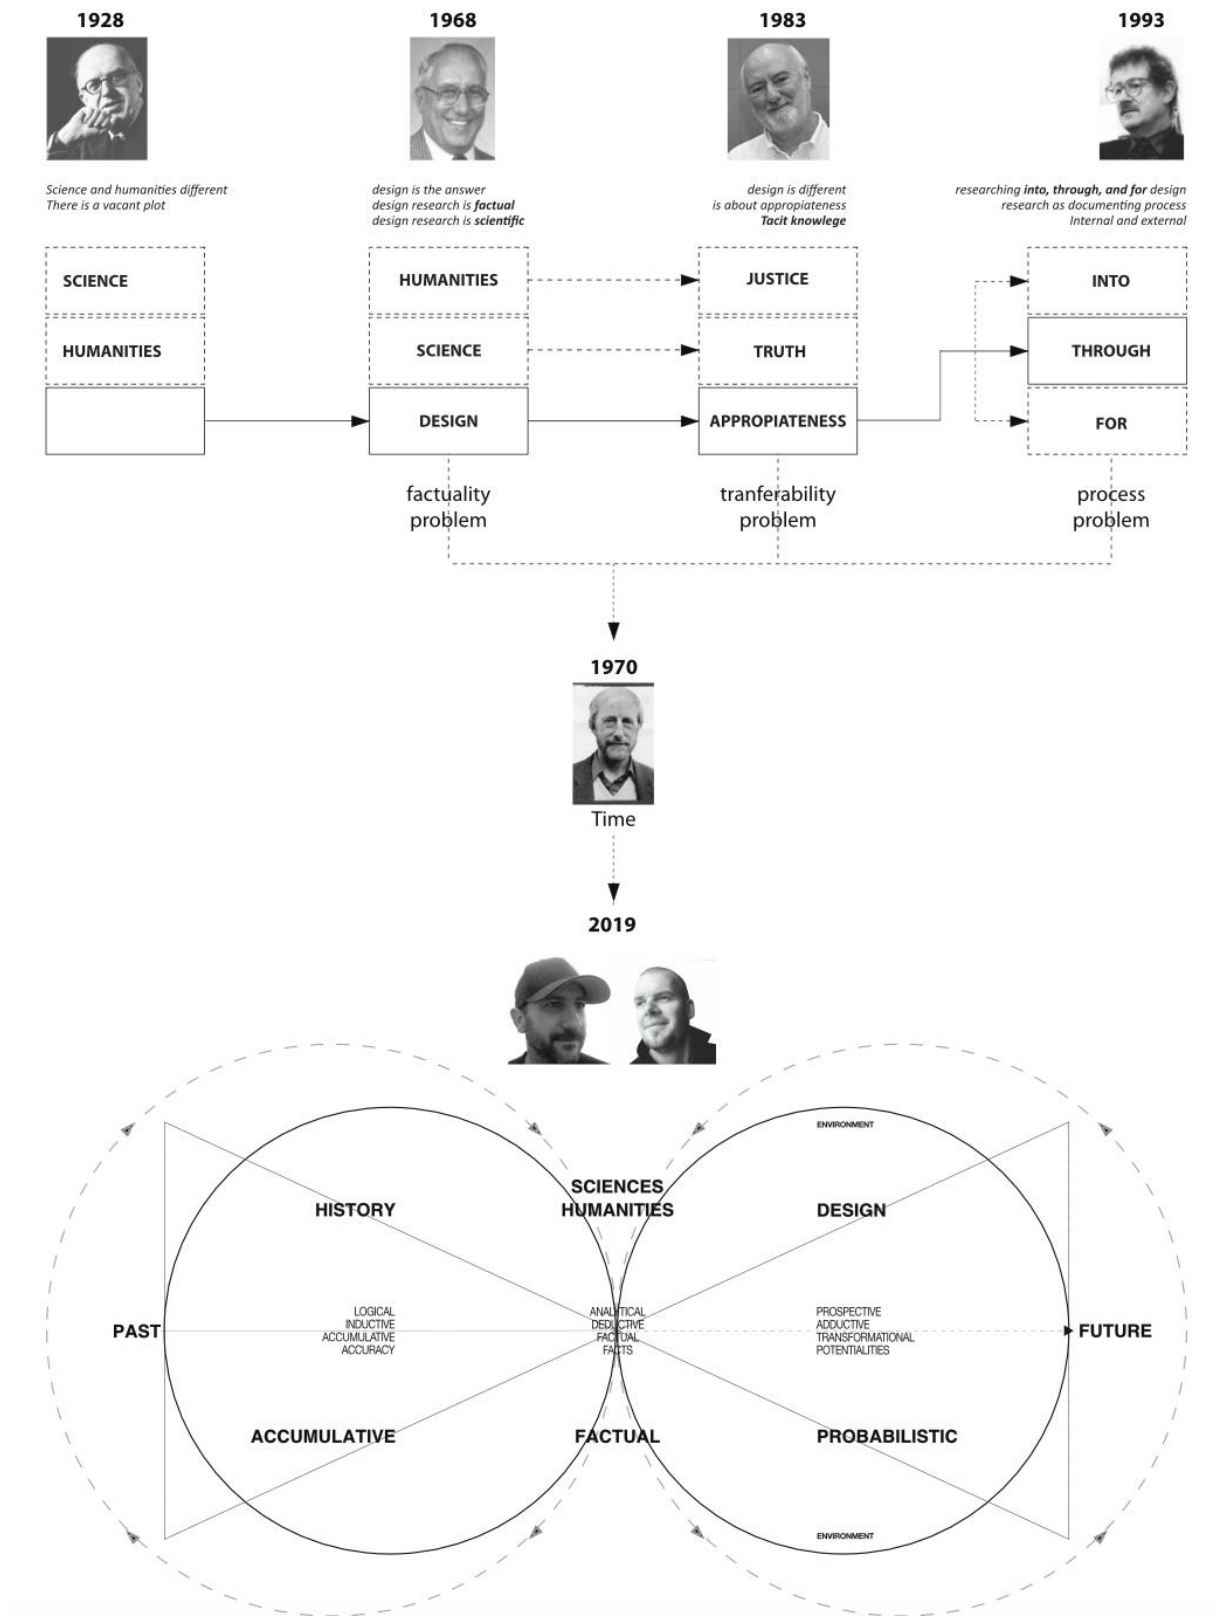 1928
1968
1983
1993
Science and humanities different
There is a vacant plot
design is the answer
design research is factual
design research is scientific
design is different
is about appopiateness
Tacit knowlege
researching into, through, and for design
research as documenting process
Internal and external
SCIENCE
HUMANITIES
HUMANITIES
SCIENCE
DESIGN
JUSTICE
TRUTH
APPROPIATENESS
INTO
THROUGH
FOR
factuality
problem
tranferability
problem
process
problem
1970
Time
2019
ENVIRONMENT
SCIENCES
HUMANITIES
HISTORY
DESIGN
PAST
LOGICAL
INDUCTIVE
ACCUMULATIVE
ACCURACY
ANALYTICAL
DEDUCTIVE
FACTUAL
FACTS
PROSPECTIVE
ADDUCTIVE
TRANSFORMATIONAL
POTENTIALITIES
FUTURE
ACCUMULATIVE
FACTUAL
PROBABILISTIC
ENVIRONMENT